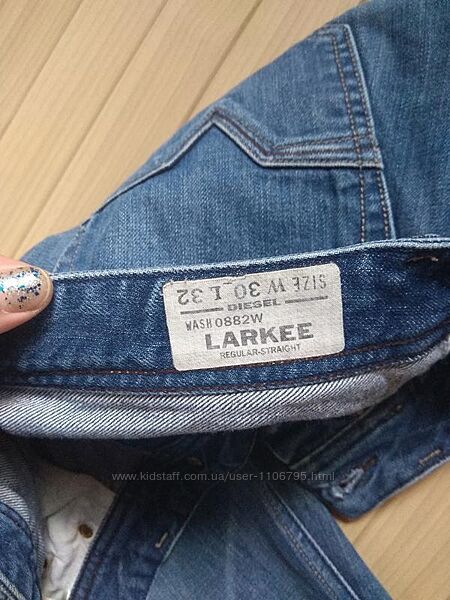 SIZE W 30 L 32
DIESEL
WASH 0882W
LARKEE
REGULAR-STRAIGHT
www.kidstaff.com.ua/user-1106795.html